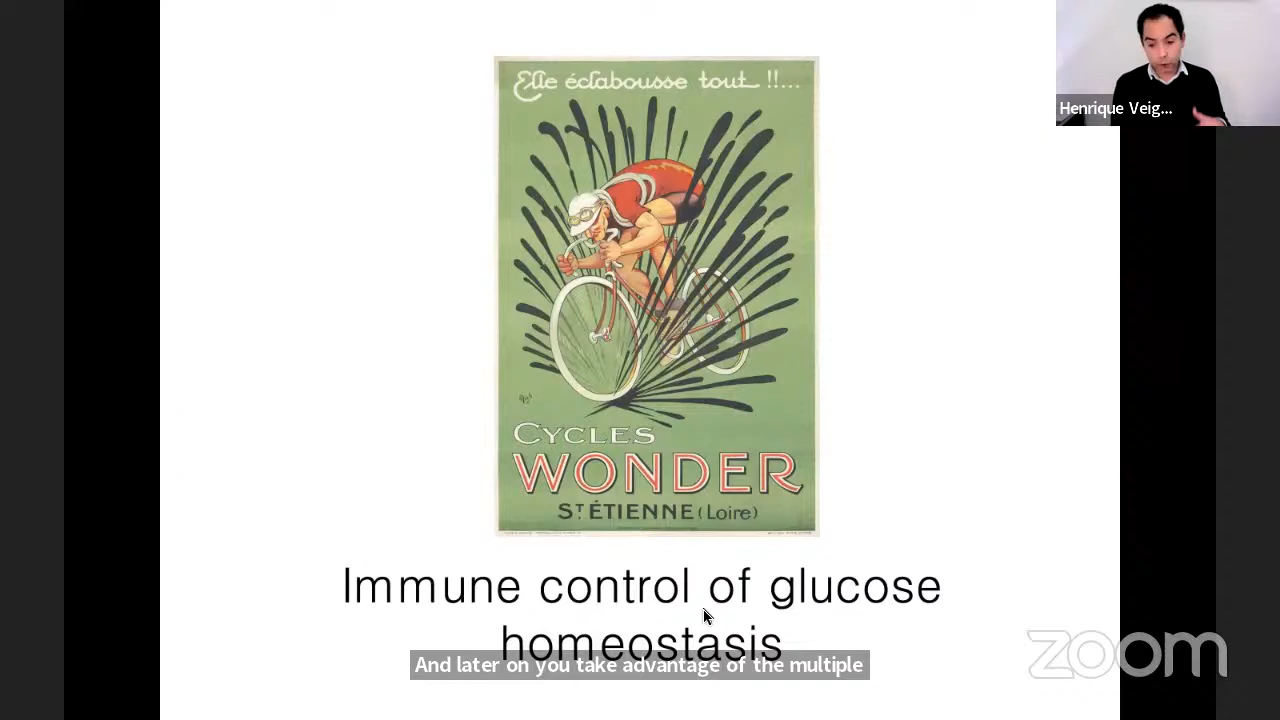 Elle éclabousse tout !!...
Henrique Veig...
CYCLES
WONDER
ST ÉTIENNE (Loire)
Immune control of glucose
homeostasis
And later on you take advantage of the multiple
zoom